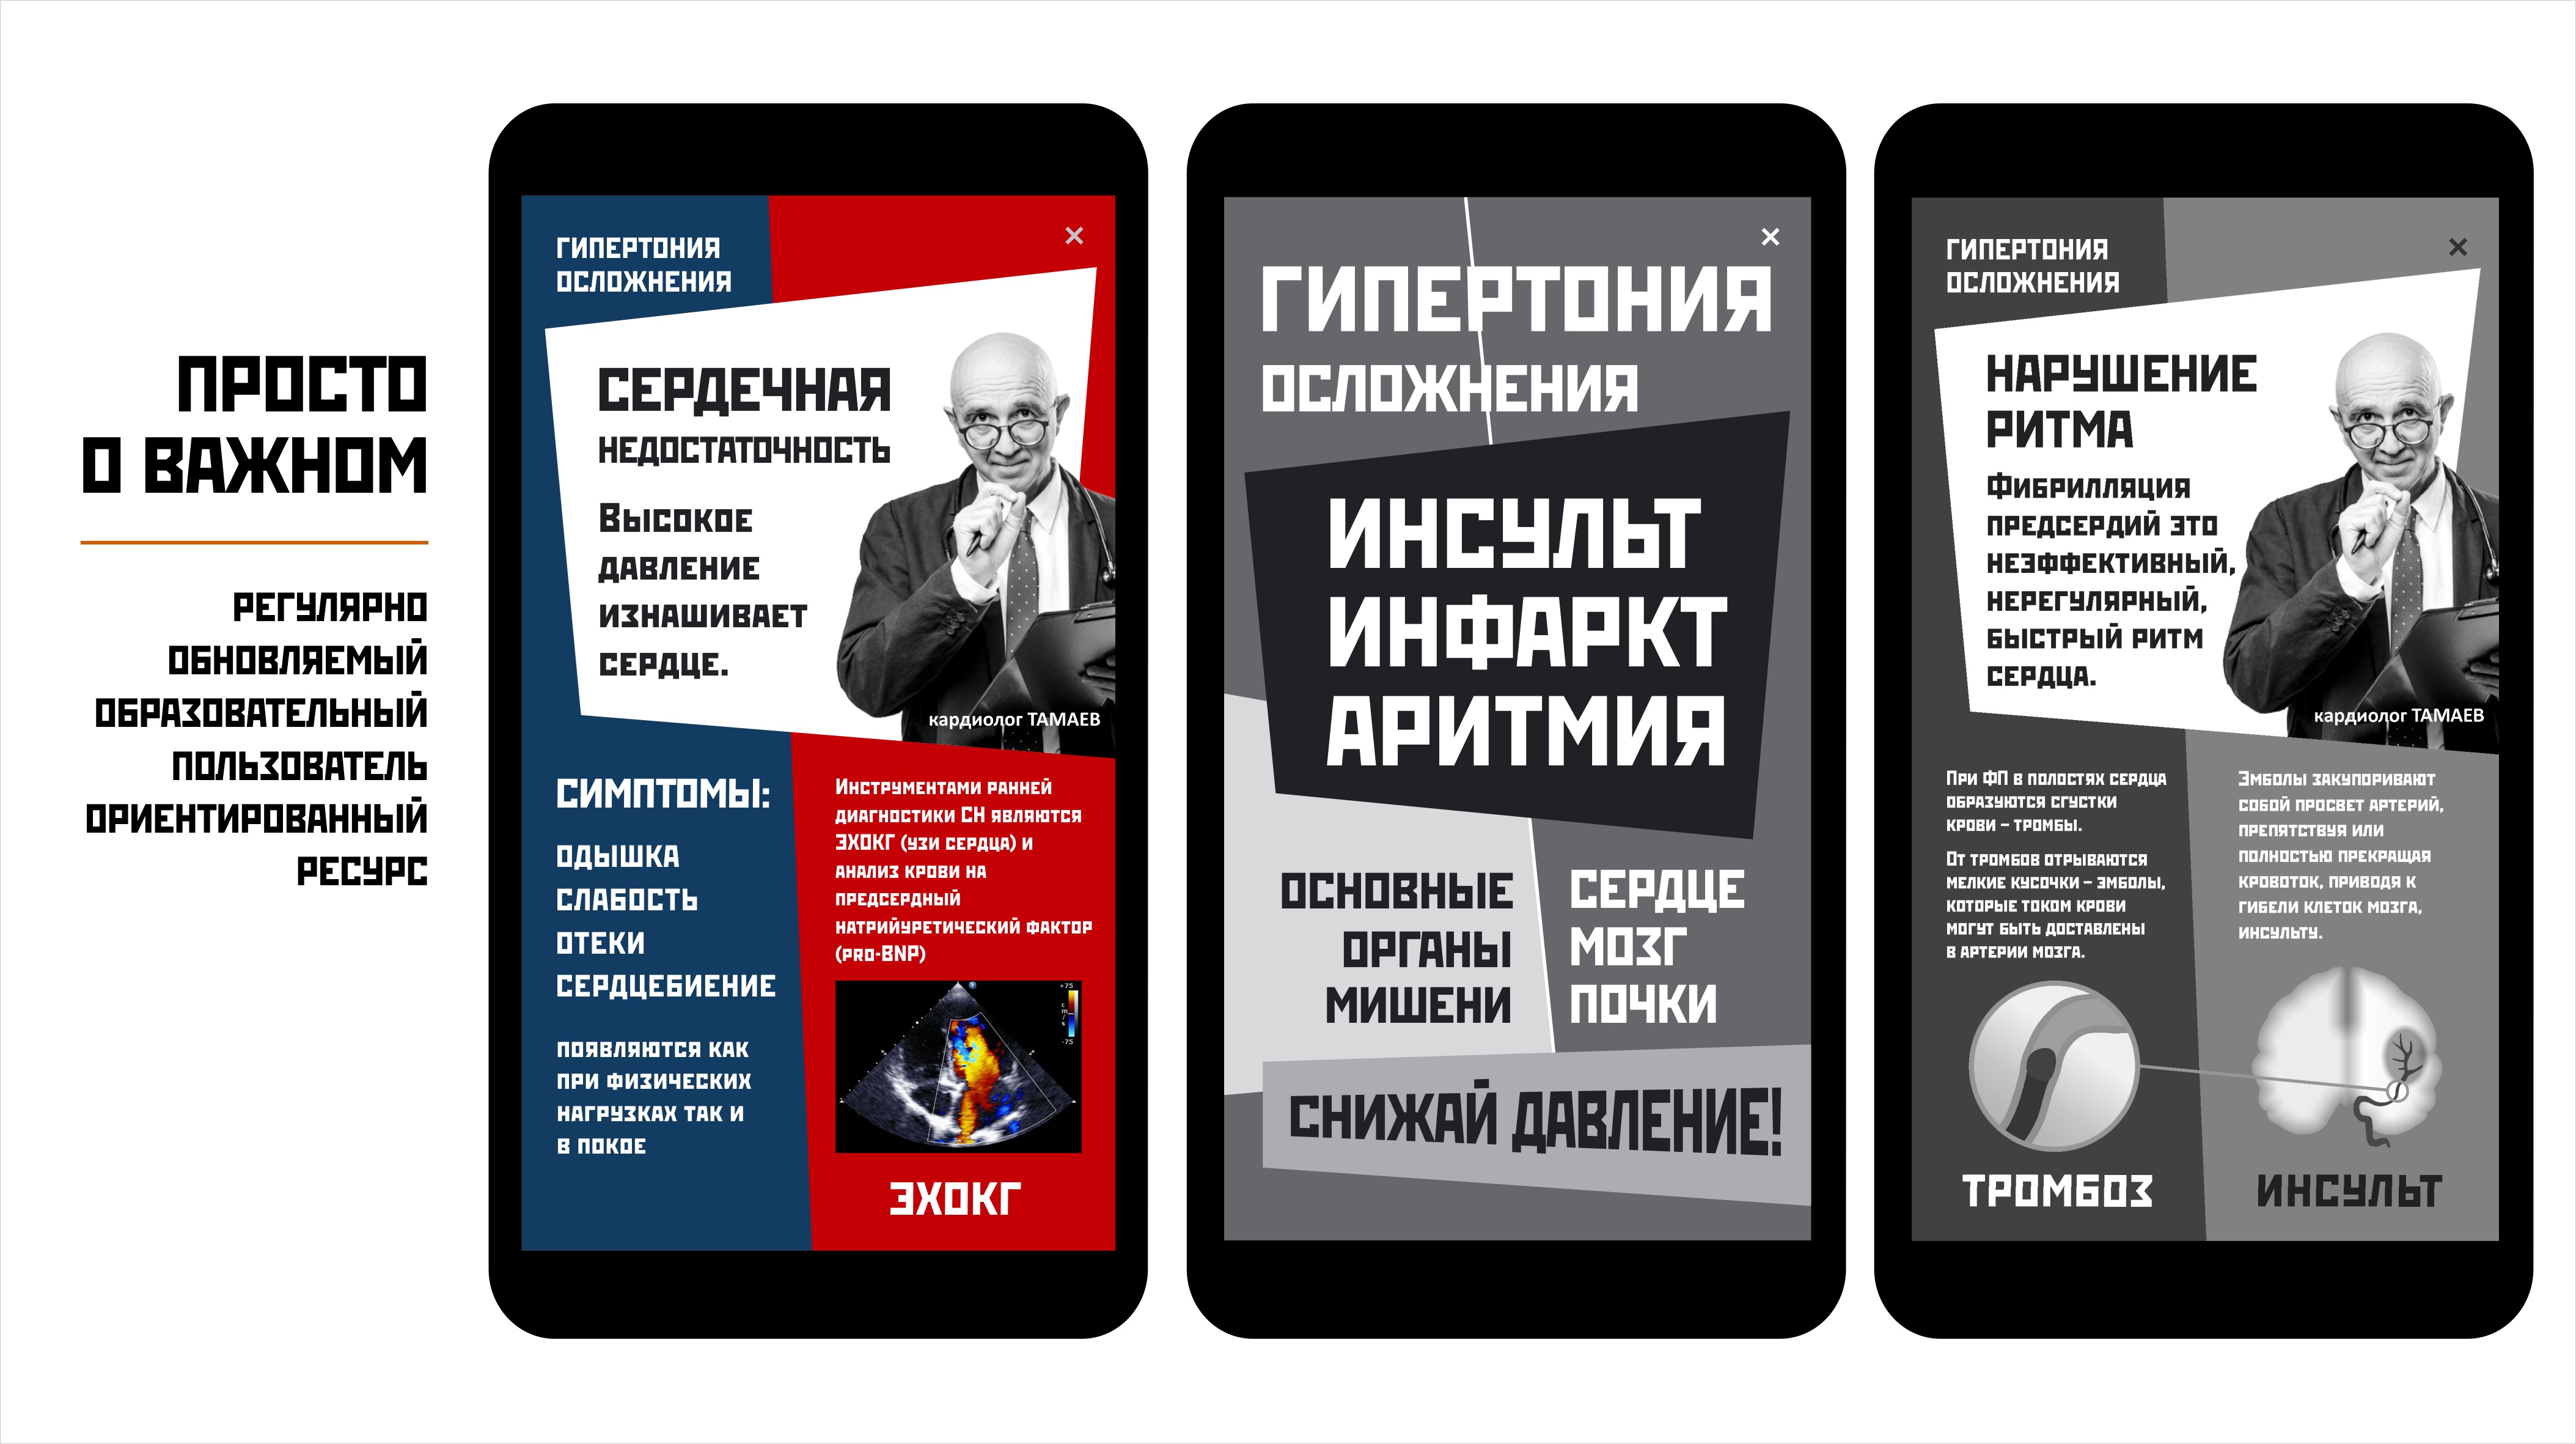 ПРОСТО
О ВАЖНОМ
РЕГУЛЯРНО
ОБНОВЛЯЕМЫЙ
ОБРАЗОВАТЕЛЬНЫЙ
ПОЛЬЗОВАТЕЛЬ
ОРИЕНТИРОВАННЫЙ
РЕСУРС
ГИПЕРТОНИЯ
ОСЛОЖНЕНИЯ
СЕРДЕЧНАЯ
НЕДОСТАТОЧНОСТЬ
Высокое
давление
изнашивает
сердце.
кардиолог ТАМАЕВ
СИМПТОМЫ:
ОДЫШКА
СЛАБОСТЬ
ОТЕКИ
СЕРДЦЕБИЕНИЕ
появляются как
при физических
нагрузках так и
в покое
Инструментами ранней
диагностики СН являются
ЭХОКГ (узи сердца) и
анализ крови на
предсердный
натрийуретический фактор
(pro-BNP)
+75
cm/s
-75
ЭХОКГ
ГИПЕРТОНИЯ
ОСЛОЖНЕНИЯ
ИНСУЛЬТ
ИНФАРКТ
АРИТМИЯ
ОСНОВНЫЕ
ОРГАНЫ
МИШЕНИ
СЕРДЦЕ
МОЗГ
ПОЧКИ
СНИЖАЙ ДАВЛЕНИЕ!
ГИПЕРТОНИЯ
ОСЛОЖНЕНИЯ
НАРУШЕНИЕ
РИТМА
Фибрилляция
предсердий это
неэффективный,
нерегулярный,
быстрый ритм
сердца.
кардиолог ТАМАЕВ
При ФП в полостях сердца
образуются сгустки
крови – тромбы.
От тромбов отрываются
мелкие кусочки – эмболы,
которые током крови
могут быть доставлены
в артерии мозга.
Эмболы закупоривают
собой просвет артерий,
препятствуя или
полностью прекращая
кровоток, приводя к
гибели клеток мозга,
инсульту.
ТРОМБОЗ
ИНСУЛЬТ